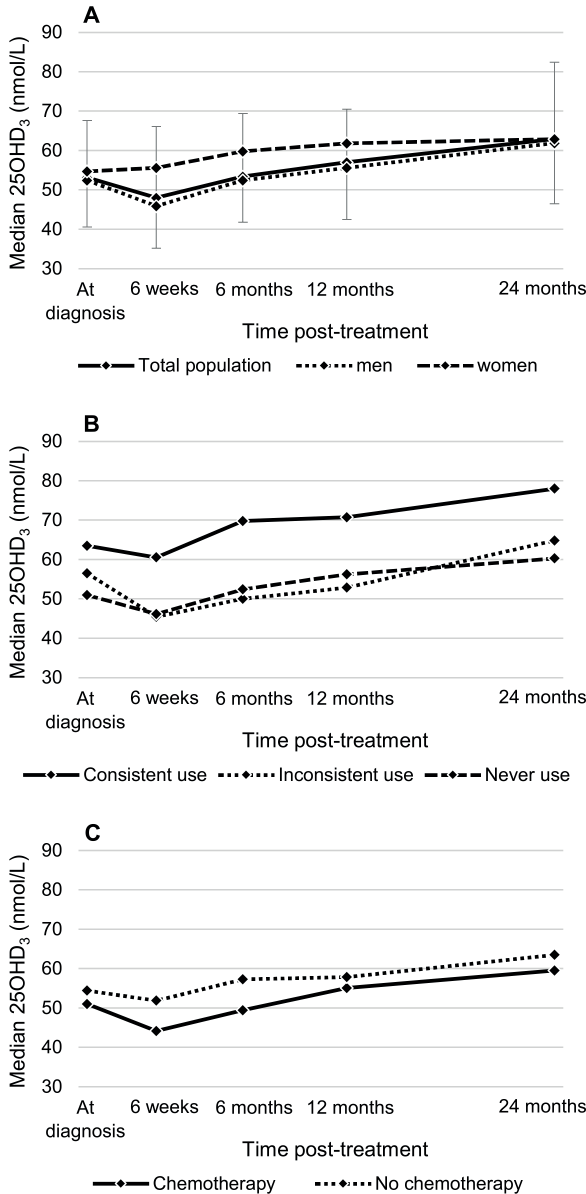 A
Median 25OHD3 (nmol/L)
90
80
70
60
50
40
30
At diagnosis
6 weeks
6 months
12 months
24 months
Time post-treatment
Total population
men
women
B
Median 25OHD3 (nmol/L)
90
80
70
60
50
40
30
At diagnosis
6 weeks
6 months
12 months
24 months
Time post-treatment
Consistent use
Inconsistent use
Never use
C
Median 25OHD3 (nmol/L)
90
80
70
60
50
40
30
At diagnosis
6 weeks
6 months
12 months
24 months
Time post-treatment
Chemotherapy
No chemotherapy